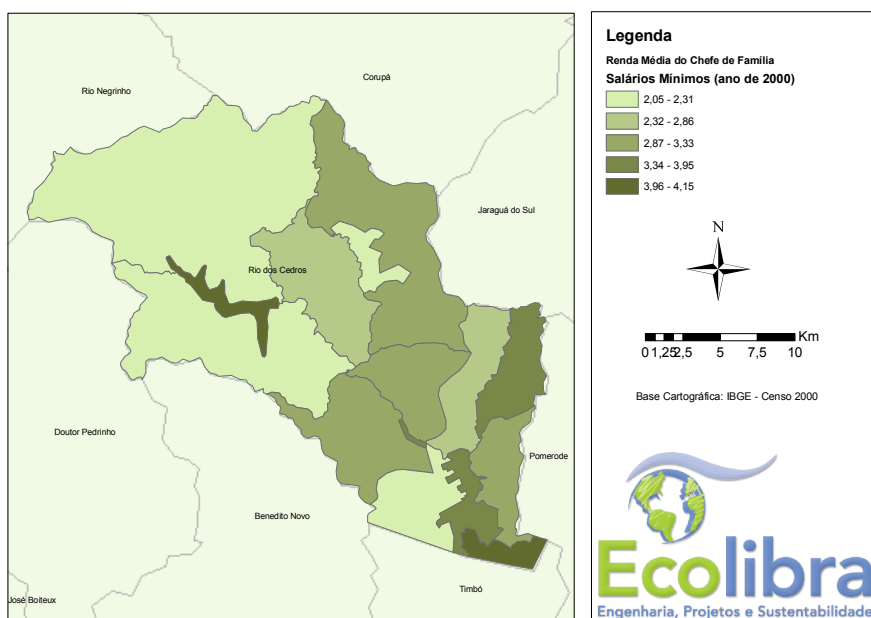 Corupá
Rio Negrinho
Jaraguá do Sul
Rio dos Cedros
Doutor Pedrinho
Pomerode
Benedito Novo
Timbó
José Boiteux
Legenda
Renda Média do Chefe de Família
Salários Mínimos (ano de 2000)
2,05 - 2,31
2,32 - 2,86
2,87 - 3,33
3,34 - 3,95
3,96 - 4,15
N
Km
0 1,25 2,5 5 7,5 10
Base Cartográfica: IBGE - Censo 2000
Ecolibra
Engenharia, Projetos e Sustentabilidade